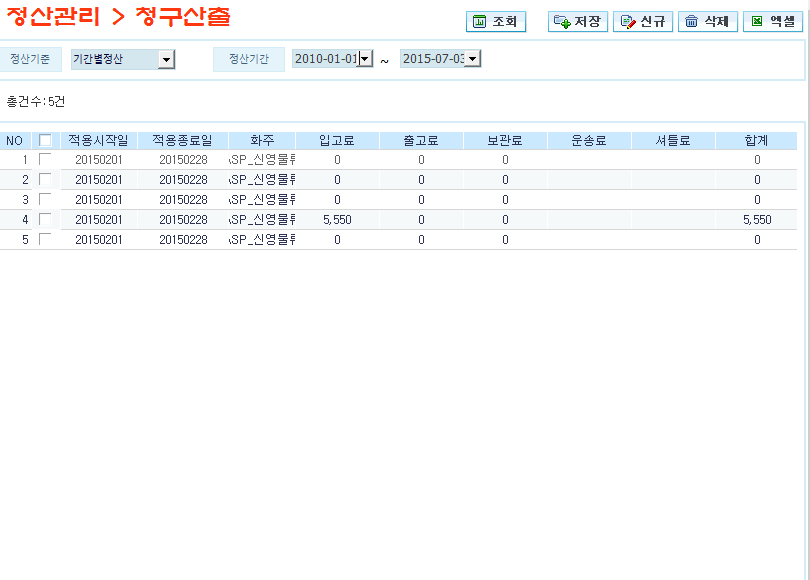 정산관리 > 청구산출
조회 저장 신규 삭제 엑셀
정산기준 기간별정산 정산기간 2010-01-01 ~ 2015-07-03
총건수:5건
NO 적용시작일 적용종료일 화주 입고료 출고료 보관료 운송료 셔틀료 합계
1 20150201 20150228 SP_신영물류 0 0 0 0
2 20150201 20150228 SP_신영물류 0 0 0 0
3 20150201 20150228 SP_신영물류 0 0 0 0
4 20150201 20150228 SP_신영물류 5,550 0 0 5,550
5 20150201 20150228 SP_신영물류 0 0 0 0